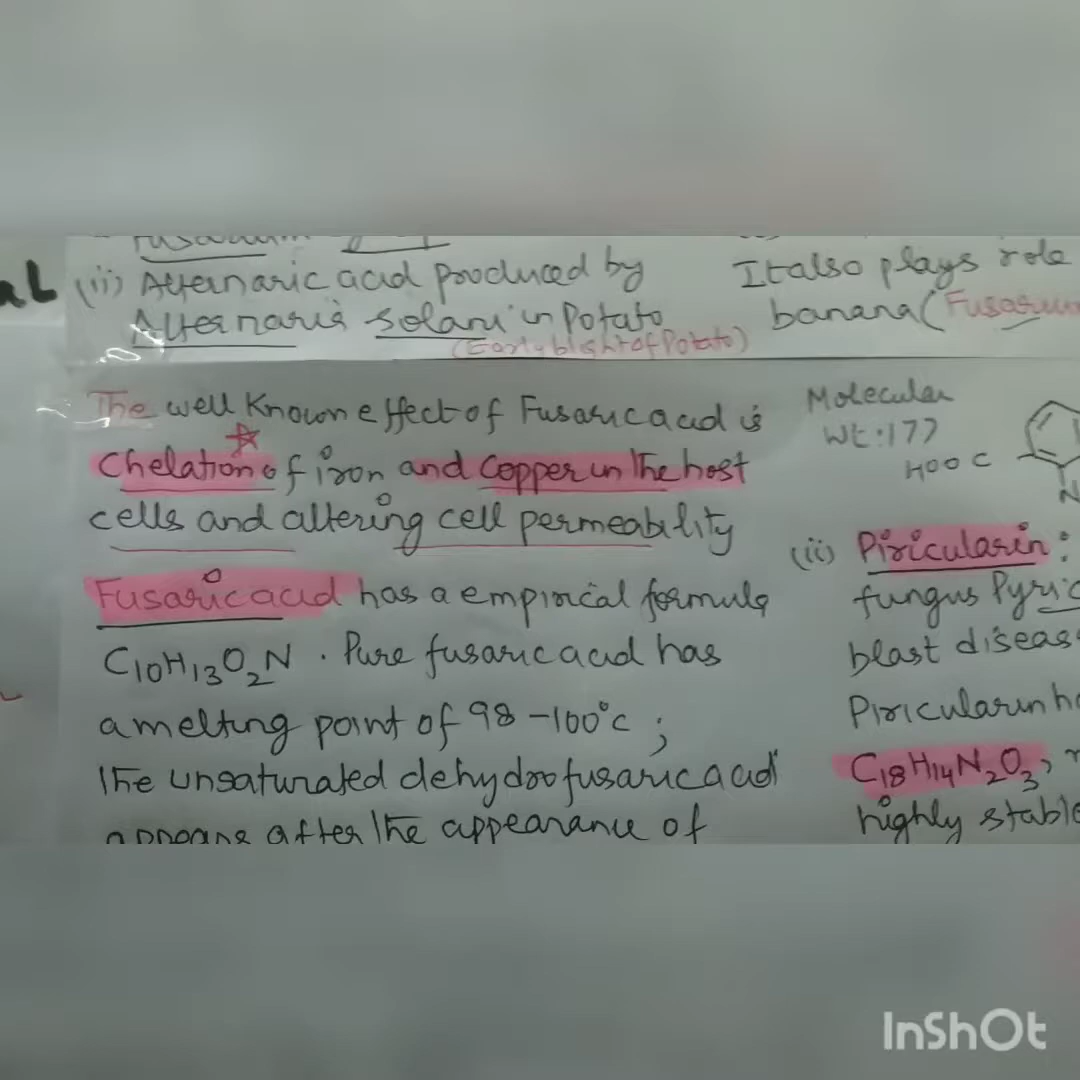 (ii) Alternaric acid produced by
Alternaria solani in Potato
(Early blight of Potato)
The well known effect of Fusaric acid is
Chelation of iron and Copper in the host
cells and altering cell permeability
Fusaric acid has a empirical formula
C10H13O2N . Pure fusaric acid has
a melting point of 98-100°c ;
the unsaturated dehydrofusaric acid
appears after the appearance of
It also plays role
banana (Fusarium
Molecular
Wt : 177
HOOC
N
(ii) Piricularin :
fungus Pyric
blast diseas
Piricularin ha
C18H14N2O3,
highly stable
InShOt